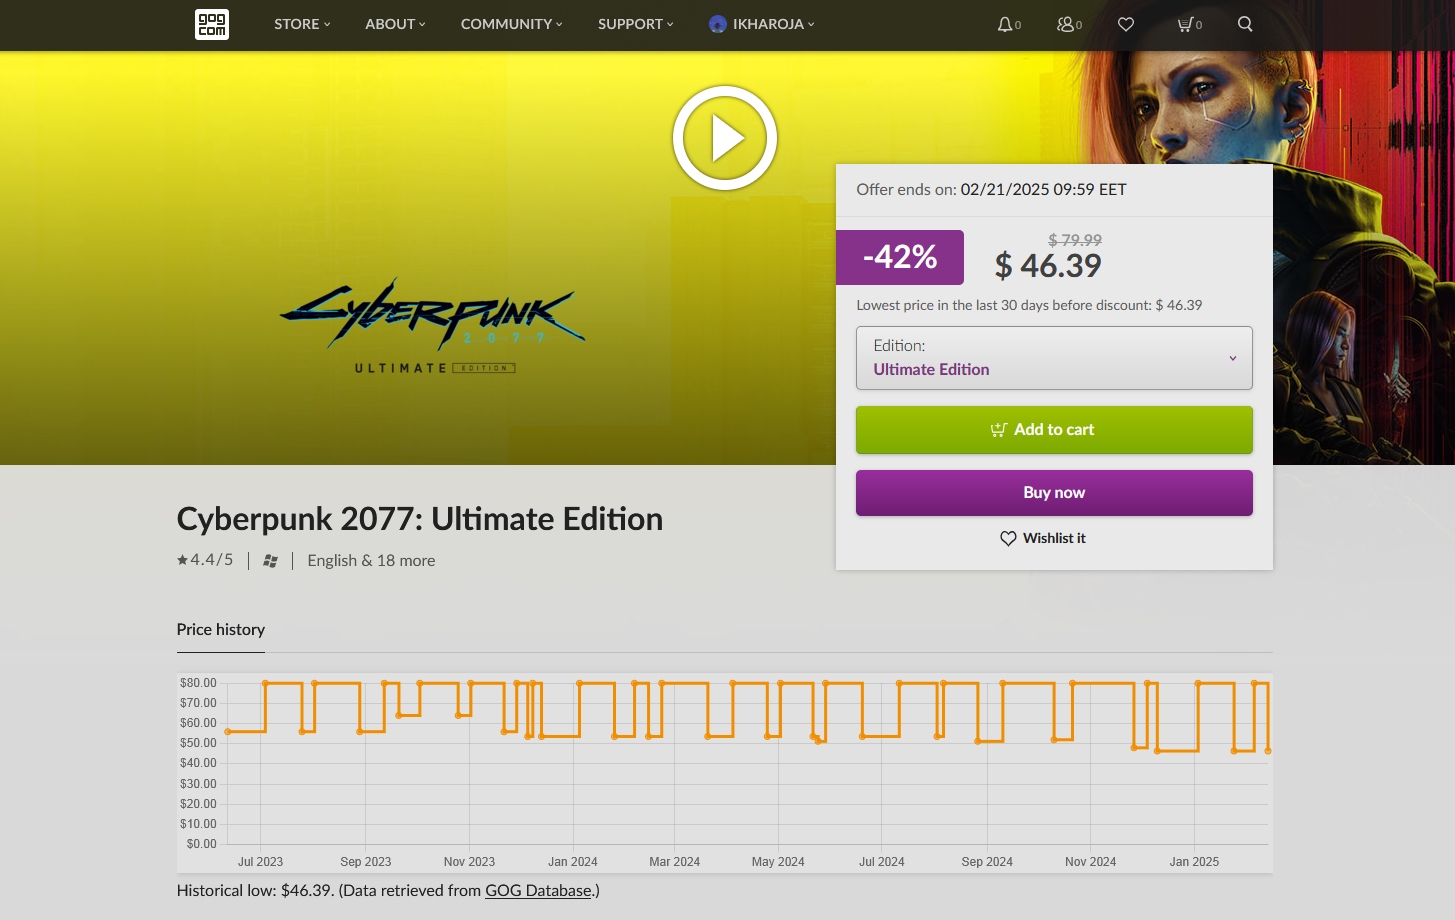 GOG COM
STORE ABOUT COMMUNITY SUPPORT IKHAROJA 0 0 0
Offer ends on: 02/21/2025 09:59 EET
-42%
$ 79.99
$ 46.39
Lowest price in the last 30 days before discount: $ 46.39
Edition:
Ultimate Edition
Add to cart
Buy now
Wishlist it
CYBERPUNK
2077
ULTIMATE EDITION
Cyberpunk 2077: Ultimate Edition
4.4/5 English & 18 more
Price history
$80.00
$70.00
$60.00
$50.00
$40.00
$30.00
$20.00
$10.00
$0.00
Jul 2023 Sep 2023 Nov 2023 Jan 2024 Mar 2024 May 2024 Jul 2024 Sep 2024 Nov 2024 Jan 2025
Historical low: $46.39. (Data retrieved from GOG Database.)